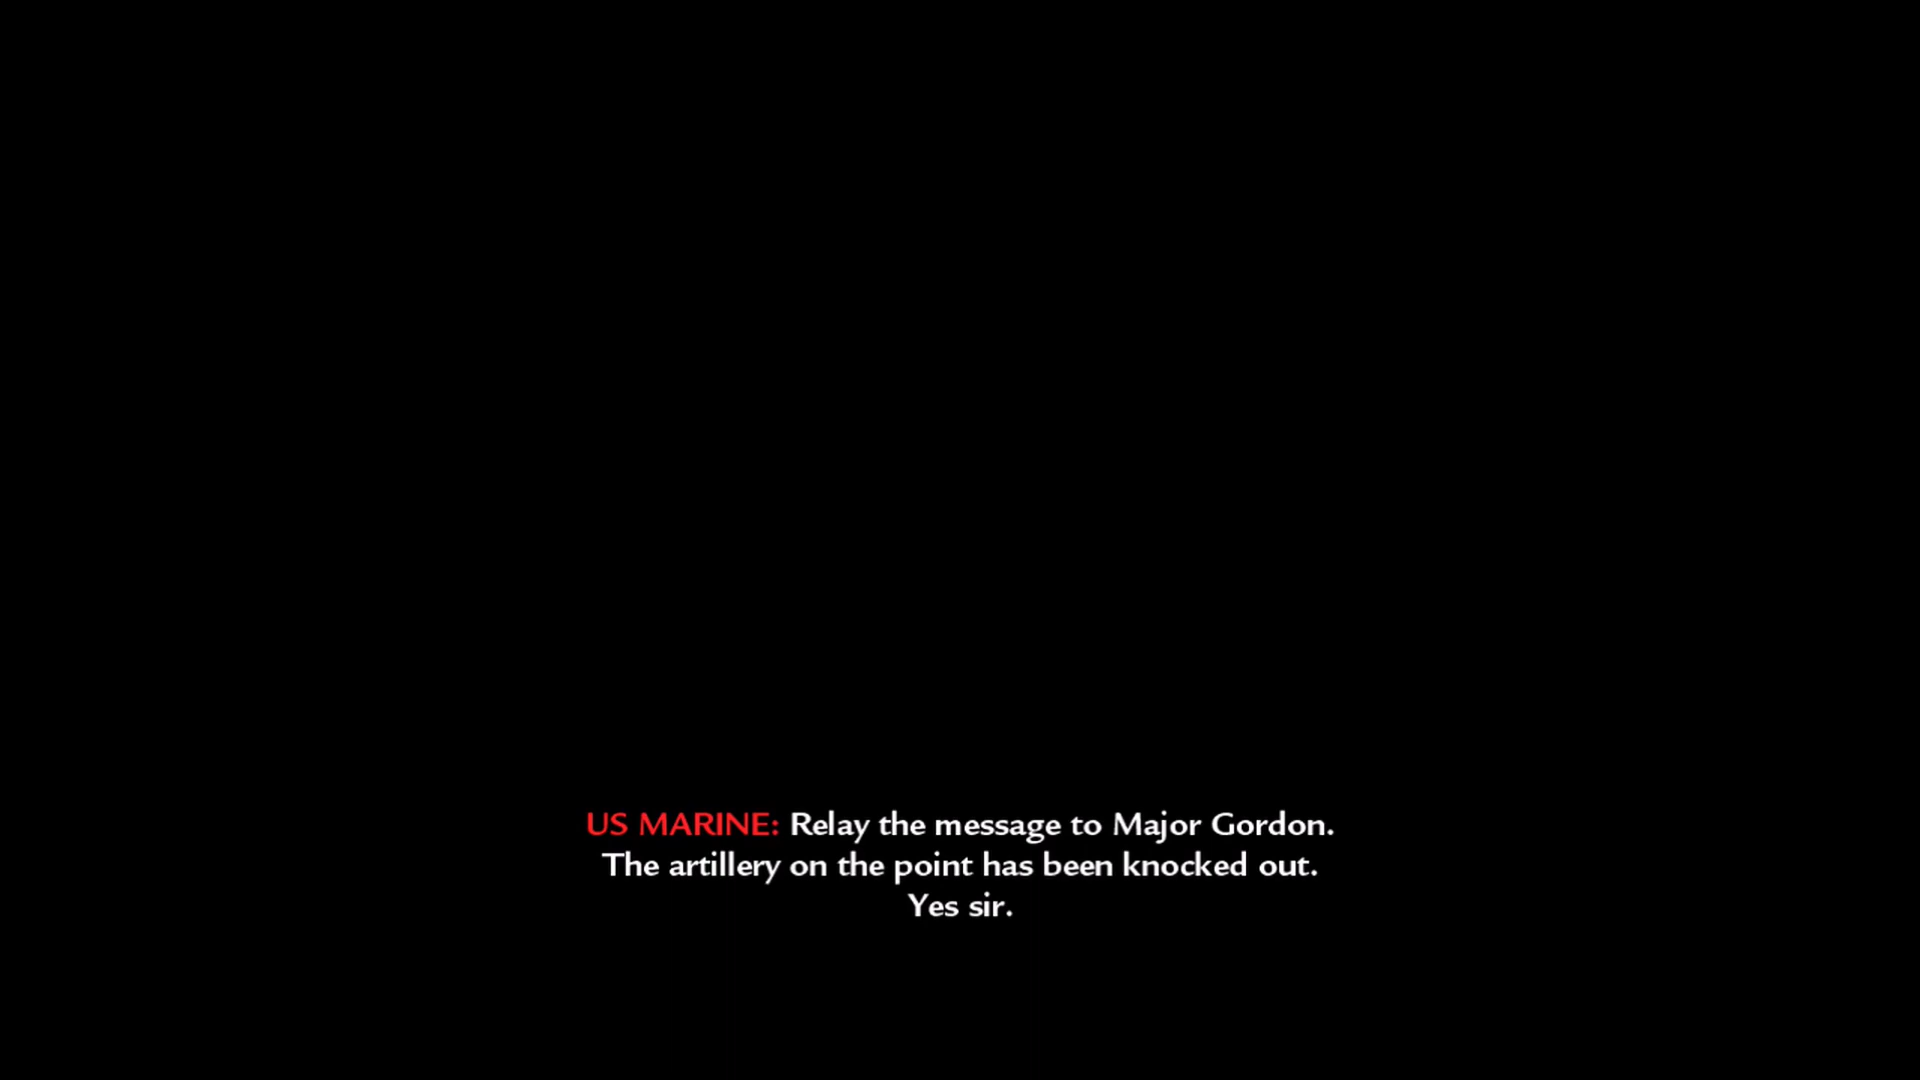 US MARINE: Relay the message to Major Gordon.
The artillery on the point has been knocked out.
Yes sir.